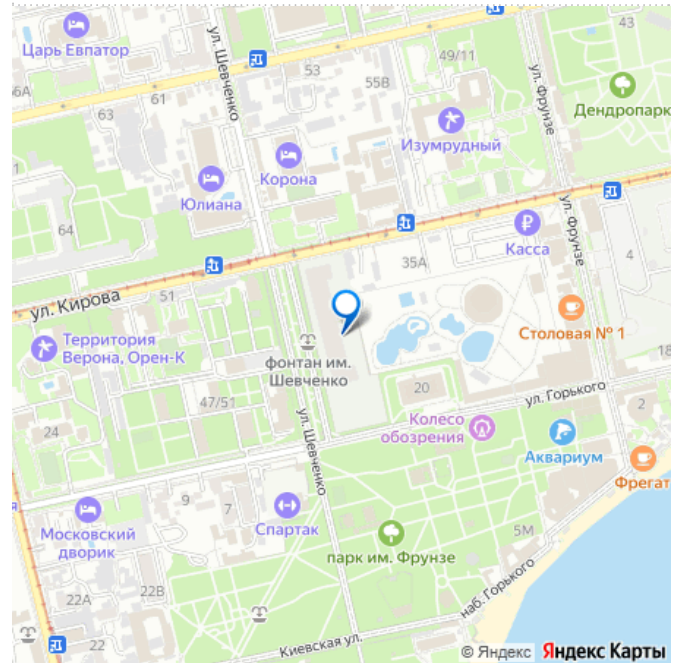 Царь Евпатор
ул. Шевченко
53
55В
49/11
43
ул. Фрунзе
Дендропарк
61
63
Изумрудный
Корона
Юлиана
64
ул. Фрунзе
Касса
35А
4
51
ул. Кирова
Территория
Верона, Орен-К
фонтан им.
Шевченко
Столовая № 1
18
20
ул. Горького
2
47/51
24
Колесо
обозрения
Аквариум
Фрегат
ул. Шевченко
9
7
Спартак
Московский
дворик
парк им. Фрунзе
5М
22А
22В
22
наб. Горького
Киевская ул.
© Яндекс Яндекс Карты